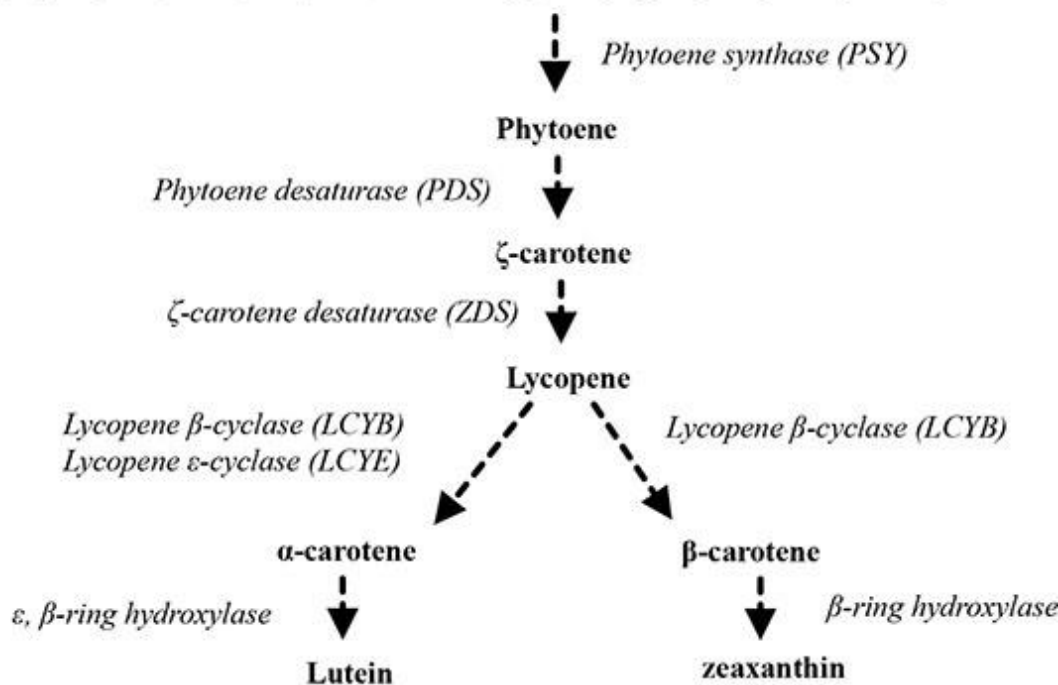 Phytoene synthase (PSY)
Phytoene
Phytoene desaturase (PDS)
ζ-carotene
ζ-carotene desaturase (ZDS)
Lycopene
Lycopene β-cyclase (LCYB)
Lycopene ε-cyclase (LCYE)
Lycopene β-cyclase (LCYB)
α-carotene
β-carotene
ε, β-ring hydroxylase
β-ring hydroxylase
Lutein
zeaxanthin